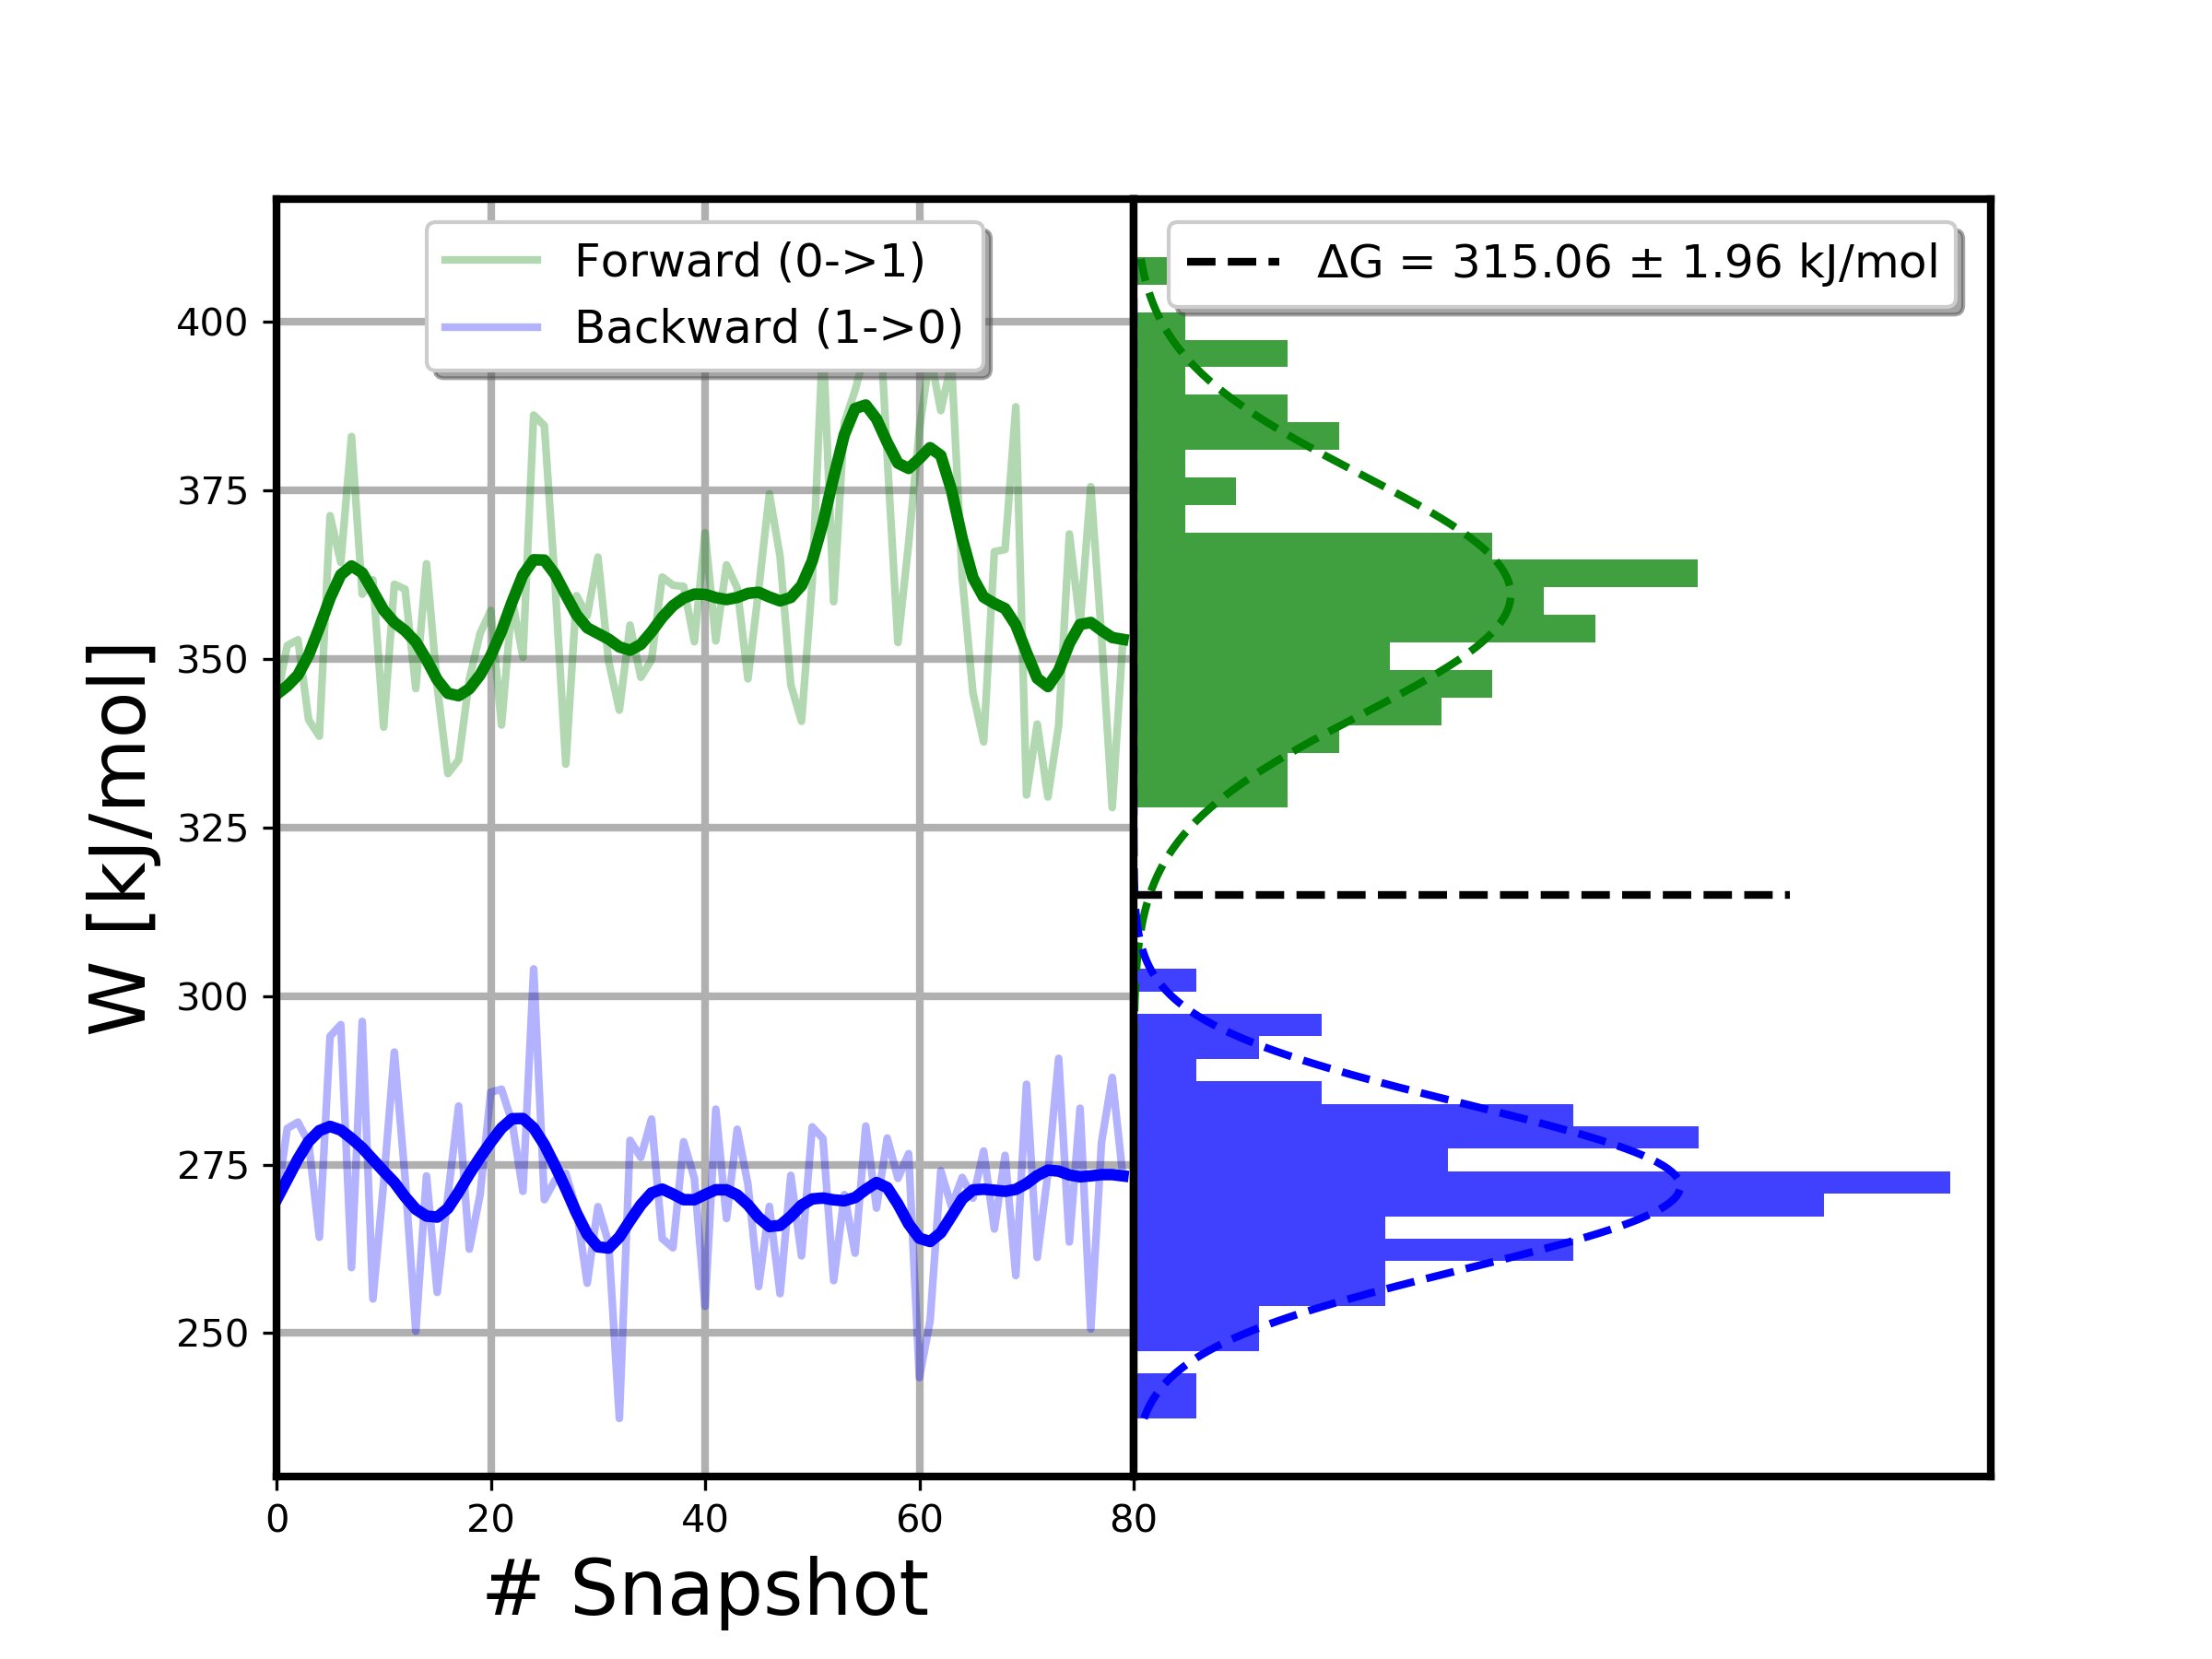 Forward (0->1)
Backward (1->0)
ΔG = 315.06 ± 1.96 kJ/mol
W [kJ/mol]
400
375
350
325
300
275
250
0 20 40 60 80
# Snapshot